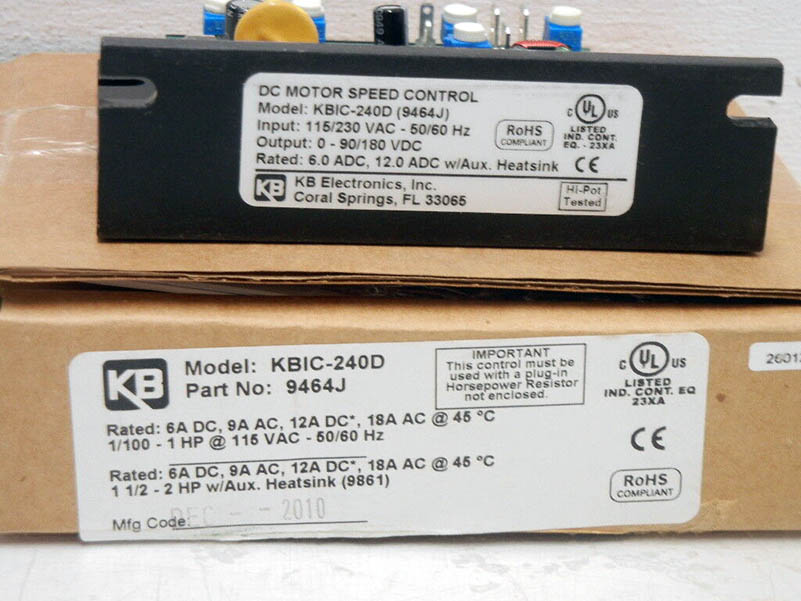 DC MOTOR SPEED CONTROL
Model: KBIC-240D (9464J)
Input: 115/230 VAC - 50/60 Hz
Output: 0 - 90/180 VDC
Rated: 6.0 ADC, 12.0 ADC w/Aux. Heatsink
RoHS
COMPLIANT
C UL US
LISTED
IND. CONT.
EQ. - 23XA
CE
KB
KB Electronics, Inc.
Coral Springs, FL 33065
Hi-Pot
Tested
KB
Model: KBIC-240D
Part No: 9464J
IMPORTANT
This control must be
used with a plug-in
Horsepower Resistor
not enclosed.
C UL US
LISTED
IND. CONT. EQ
23XA
Rated: 6A DC, 9A AC, 12A DC*, 18A AC @ 45 °C
1/100 - 1 HP @ 115 VAC - 50/60 Hz
Rated: 6A DC, 9A AC, 12A DC*, 18A AC @ 45 °C
1 1/2 - 2 HP w/Aux. Heatsink (9861)
CE
RoHS
COMPLIANT
Mfg Code: DEC - - 2010